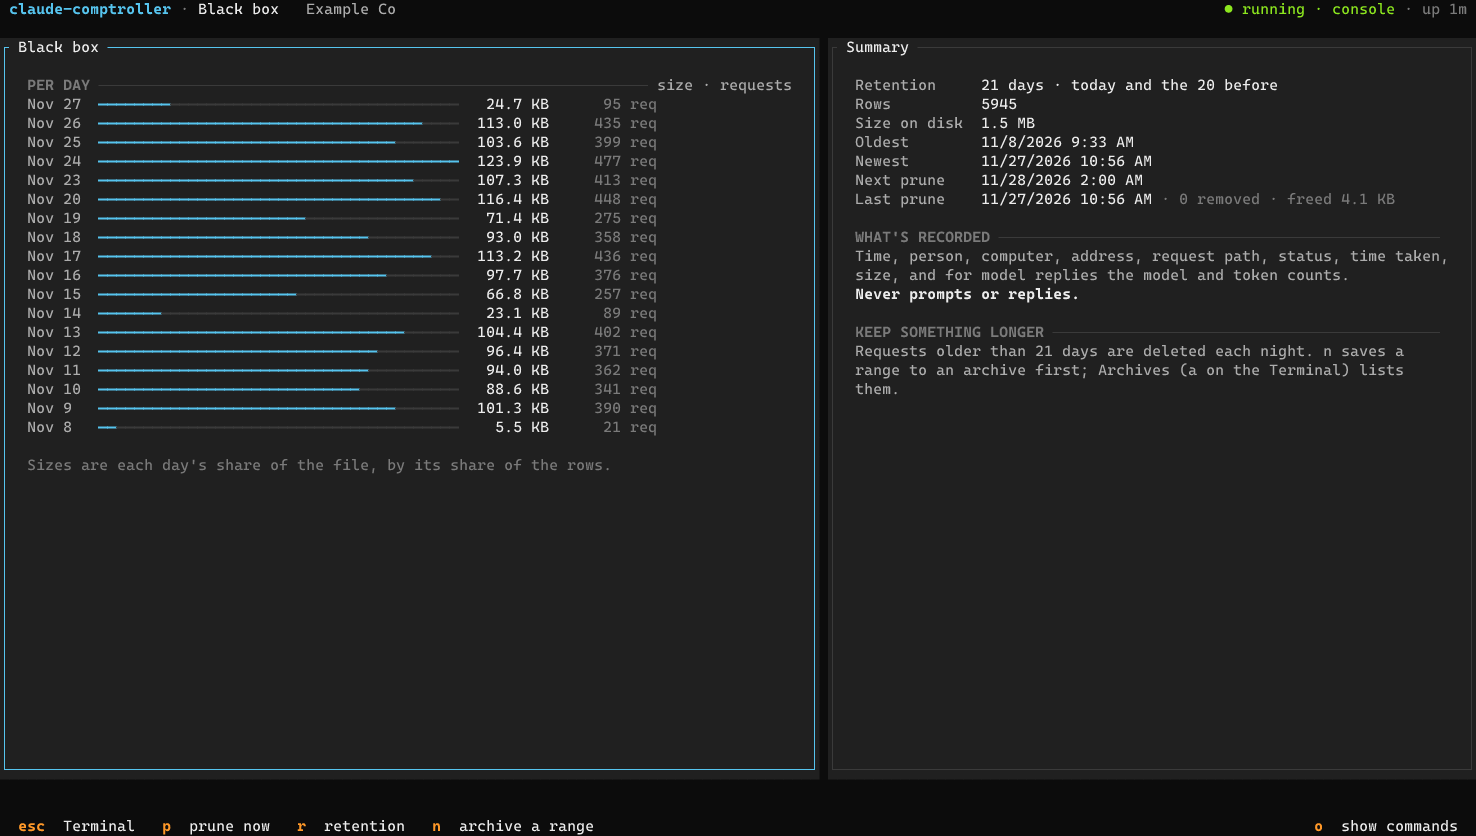 claude-comptroller · Black box   Example Co   ● running · console · up 1m
Black box
PER DAY   size · requests
Nov 27   24.7 KB   95 req
Nov 26   113.0 KB   435 req
Nov 25   103.6 KB   399 req
Nov 24   123.9 KB   477 req
Nov 23   107.3 KB   413 req
Nov 20   116.4 KB   448 req
Nov 19   71.4 KB   275 req
Nov 18   93.0 KB   358 req
Nov 17   113.2 KB   436 req
Nov 16   97.7 KB   376 req
Nov 15   66.8 KB   257 req
Nov 14   23.1 KB   89 req
Nov 13   104.4 KB   402 req
Nov 12   96.4 KB   371 req
Nov 11   94.0 KB   362 req
Nov 10   88.6 KB   341 req
Nov 9   101.3 KB   390 req
Nov 8   5.5 KB   21 req
Sizes are each day's share of the file, by its share of the rows.
Summary
Retention   21 days · today and the 20 before
Rows   5945
Size on disk   1.5 MB
Oldest   11/8/2026 9:33 AM
Newest   11/27/2026 10:56 AM
Next prune   11/28/2026 2:00 AM
Last prune   11/27/2026 10:56 AM · 0 removed · freed 4.1 KB
WHAT'S RECORDED
Time, person, computer, address, request path, status, time taken,
size, and for model replies the model and token counts.
Never prompts or replies.
KEEP SOMETHING LONGER
Requests older than 21 days are deleted each night. n saves a
range to an archive first; Archives (a on the Terminal) lists
them.
esc   Terminal   p   prune now   r   retention   n   archive a range   o   show commands